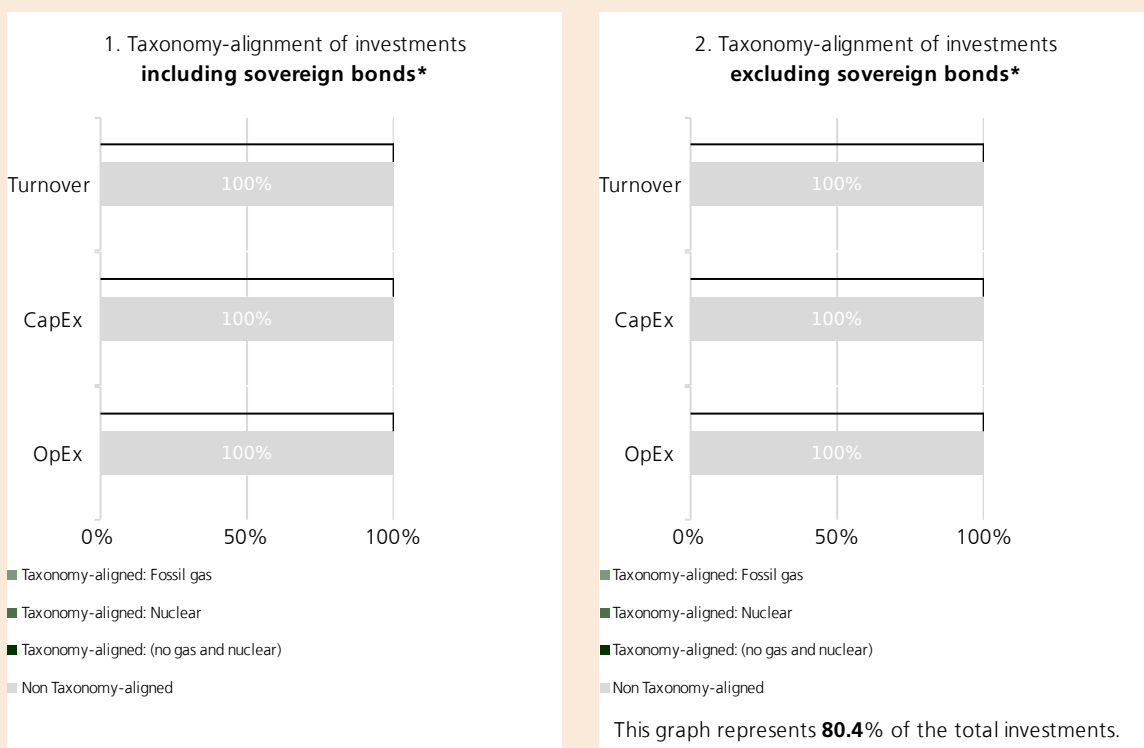 1. Taxonomy-alignment of investments
including sovereign bonds*
Turnover
100%
CapEx
100%
OpEx
100%
0% 50% 100%
Taxonomy-aligned: Fossil gas
Taxonomy-aligned: Nuclear
Taxonomy-aligned: (no gas and nuclear)
Non Taxonomy-aligned
2. Taxonomy-alignment of investments
excluding sovereign bonds*
Turnover
100%
CapEx
100%
OpEx
100%
0% 50% 100%
Taxonomy-aligned: Fossil gas
Taxonomy-aligned: Nuclear
Taxonomy-aligned: (no gas and nuclear)
Non Taxonomy-aligned
This graph represents 80.4% of the total investments.